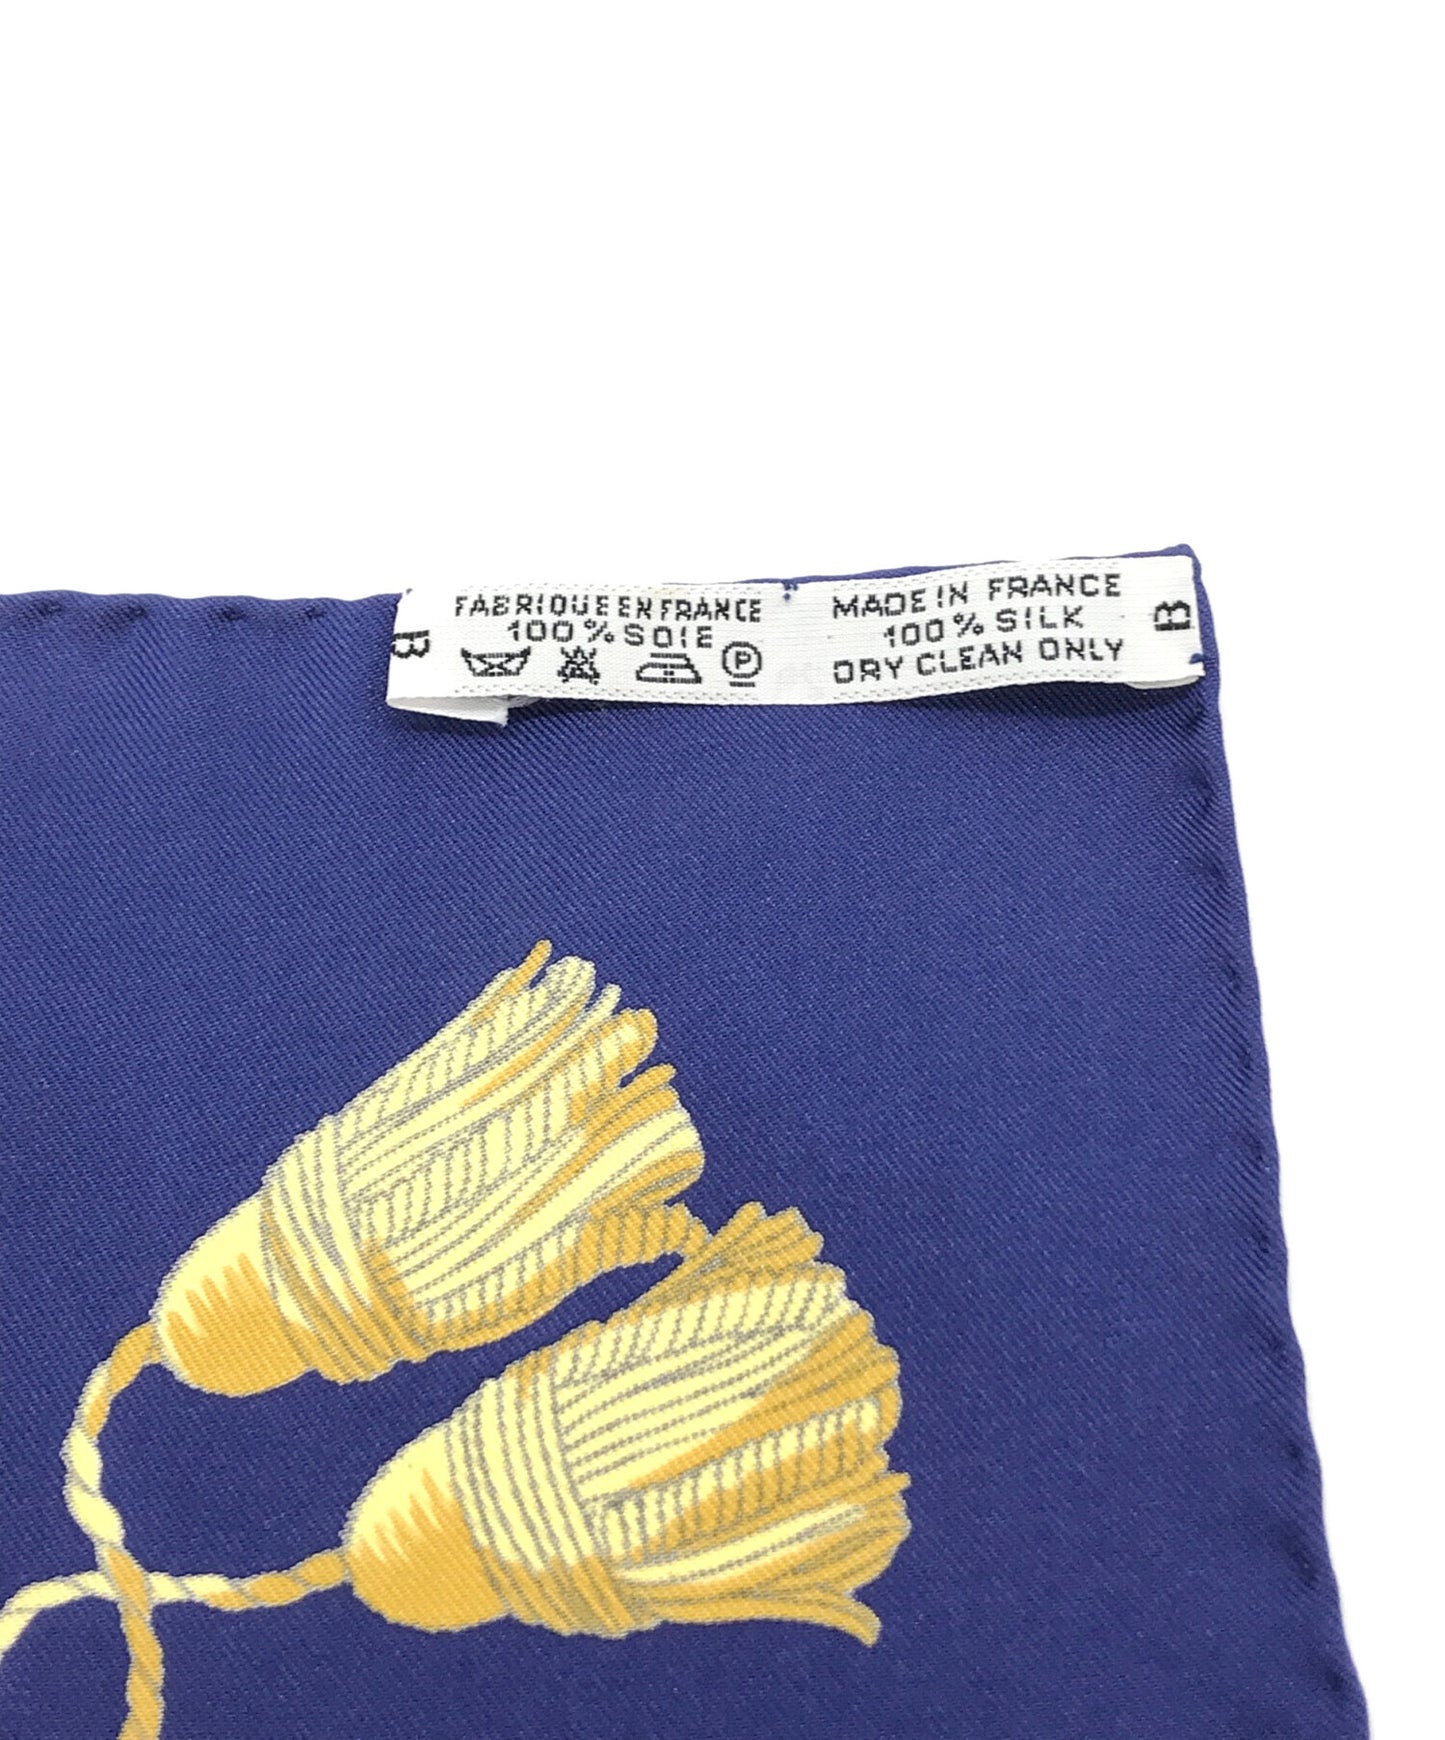 B
FABRIQUE EN FRANCE
100% SOIE
P
MADE IN FRANCE
100% SILK
DRY CLEAN ONLY
B